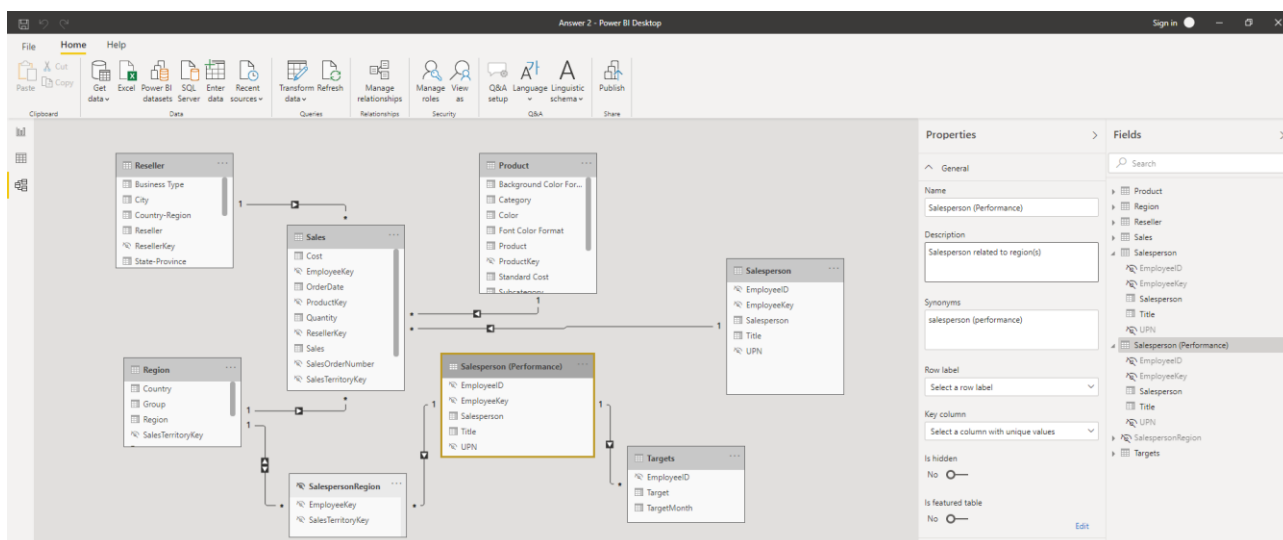 Answer 2 - Power BI Desktop
Sign in
File Home Help
Paste
Cut
Copy
Get data
Excel
Power BI datasets
SQL Server
Enter data
Recent sources
Transform data
Refresh
Manage relationships
Manage roles
View as
Q&A setup
Language
Linguistic schema
Publish
Clipboard
Data
Queries
Relationships
Security
Q&A
Share
Reseller
Business Type
City
Country-Region
Reseller
ResellerKey
State-Province
1
*
Sales
Cost
EmployeeKey
OrderDate
ProductKey
Quantity
ResellerKey
Sales
SalesOrderNumber
SalesTerritoryKey
Product
Background Color For...
Category
Color
Font Color Format
Product
ProductKey
Standard Cost
Subcategory
1
*
*
1
Salesperson
EmployeeID
EmployeeKey
Salesperson
Title
UPN
Region
Country
Group
Region
SalesTerritoryKey
1
*
1
*
SalespersonRegion
EmployeeKey
SalesTerritoryKey
*
1
Salesperson (Performance)
EmployeeID
EmployeeKey
Salesperson
Title
UPN
1
*
Targets
EmployeeID
Target
TargetMonth
Properties
General
Name
Salesperson (Performance)
Description
Salesperson related to region(s)
Synonyms
salesperson (performance)
Row label
Select a row label
Key column
Select a column with unique values
Is hidden
No
Is featured table
No
Edit
Fields
Search
Product
Region
Reseller
Sales
Salesperson
EmployeeID
EmployeeKey
Salesperson
Title
UPN
Salesperson (Performance)
EmployeeID
EmployeeKey
Salesperson
Title
UPN
SalespersonRegion
Targets